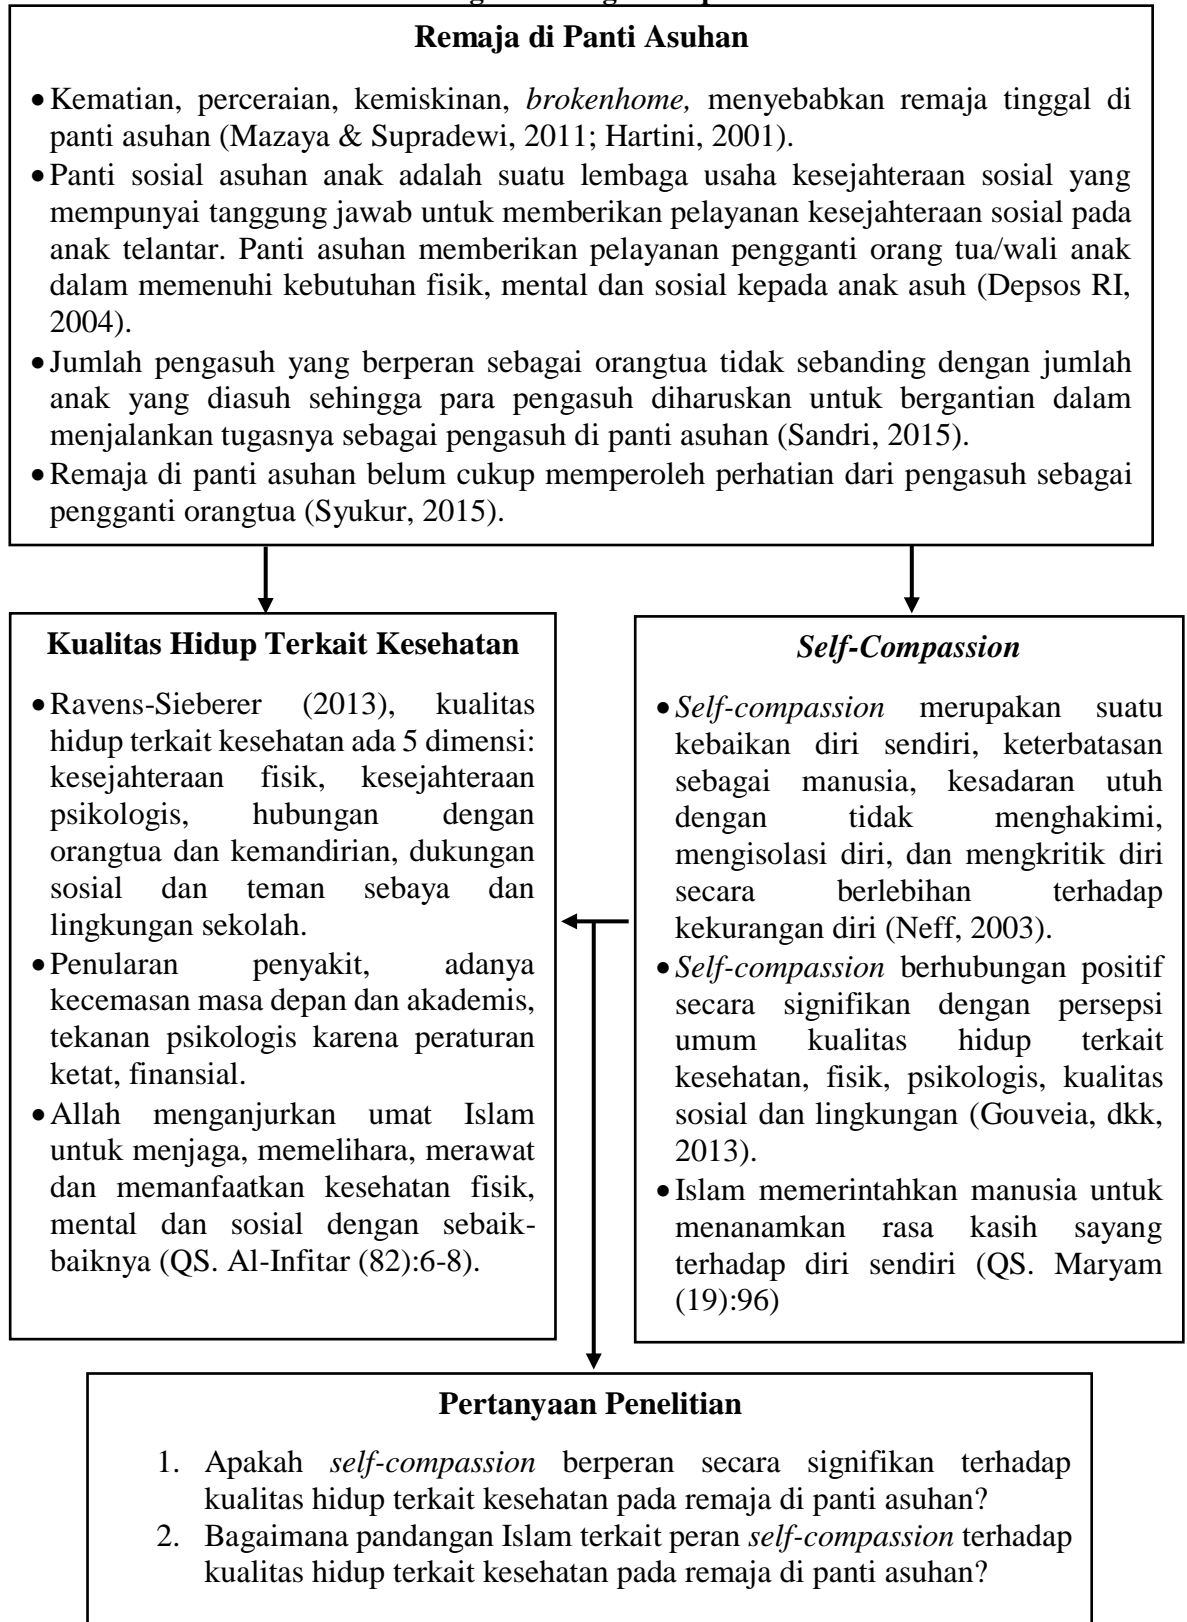 Remaja di Panti Asuhan
• Kematian, perceraian, kemiskinan, brokenhome, menyebabkan remaja tinggal di
panti asuhan (Mazaya & Supradewi, 2011; Hartini, 2001).
• Panti sosial asuhan anak adalah suatu lembaga usaha kesejahteraan sosial yang
mempunyai tanggung jawab untuk memberikan pelayanan kesejahteraan sosial pada
anak telantar. Panti asuhan memberikan pelayanan pengganti orang tua/wali anak
dalam memenuhi kebutuhan fisik, mental dan sosial kepada anak asuh (Depsos RI,
2004).
• Jumlah pengasuh yang berperan sebagai orangtua tidak sebanding dengan jumlah
anak yang diasuh sehingga para pengasuh diharuskan untuk bergantian dalam
menjalankan tugasnya sebagai pengasuh di panti asuhan (Sandri, 2015).
• Remaja di panti asuhan belum cukup memperoleh perhatian dari pengasuh sebagai
pengganti orangtua (Syukur, 2015).
Kualitas Hidup Terkait Kesehatan
• Ravens-Sieberer (2013), kualitas
hidup terkait kesehatan ada 5 dimensi:
kesejahteraan fisik, kesejahteraan
psikologis, hubungan dengan
orangtua dan kemandirian, dukungan
sosial dan teman sebaya dan
lingkungan sekolah.
• Penularan penyakit, adanya
kecemasan masa depan dan akademis,
tekanan psikologis karena peraturan
ketat, finansial.
• Allah menganjurkan umat Islam
untuk menjaga, memelihara, merawat
dan memanfaatkan kesehatan fisik,
mental dan sosial dengan sebaik-
baiknya (QS. Al-Infitar (82):6-8).
Self-Compassion
• Self-compassion merupakan suatu
kebaikan diri sendiri, keterbatasan
sebagai manusia, kesadaran utuh
dengan tidak menghakimi,
mengisolasi diri, dan mengkritik diri
secara berlebihan terhadap
kekurangan diri (Neff, 2003).
• Self-compassion berhubungan positif
secara signifikan dengan persepsi
umum kualitas hidup terkait
kesehatan, fisik, psikologis, kualitas
sosial dan lingkungan (Gouveia, dkk,
2013).
• Islam memerintahkan manusia untuk
menanamkan rasa kasih sayang
terhadap diri sendiri (QS. Maryam
(19):96)
Pertanyaan Penelitian
1. Apakah self-compassion berperan secara signifikan terhadap
kualitas hidup terkait kesehatan pada remaja di panti asuhan?
2. Bagaimana pandangan Islam terkait peran self-compassion terhadap
kualitas hidup terkait kesehatan pada remaja di panti asuhan?